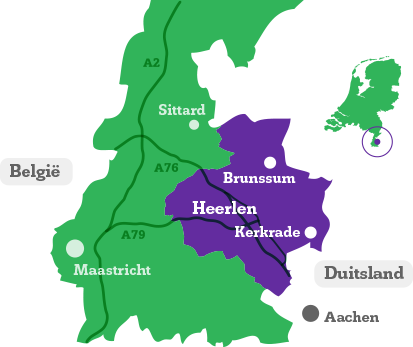 A2
Sittard
België
A76
Brunssum
Heerlen
Kerkrade
A79
Maastricht
Duitsland
Aachen